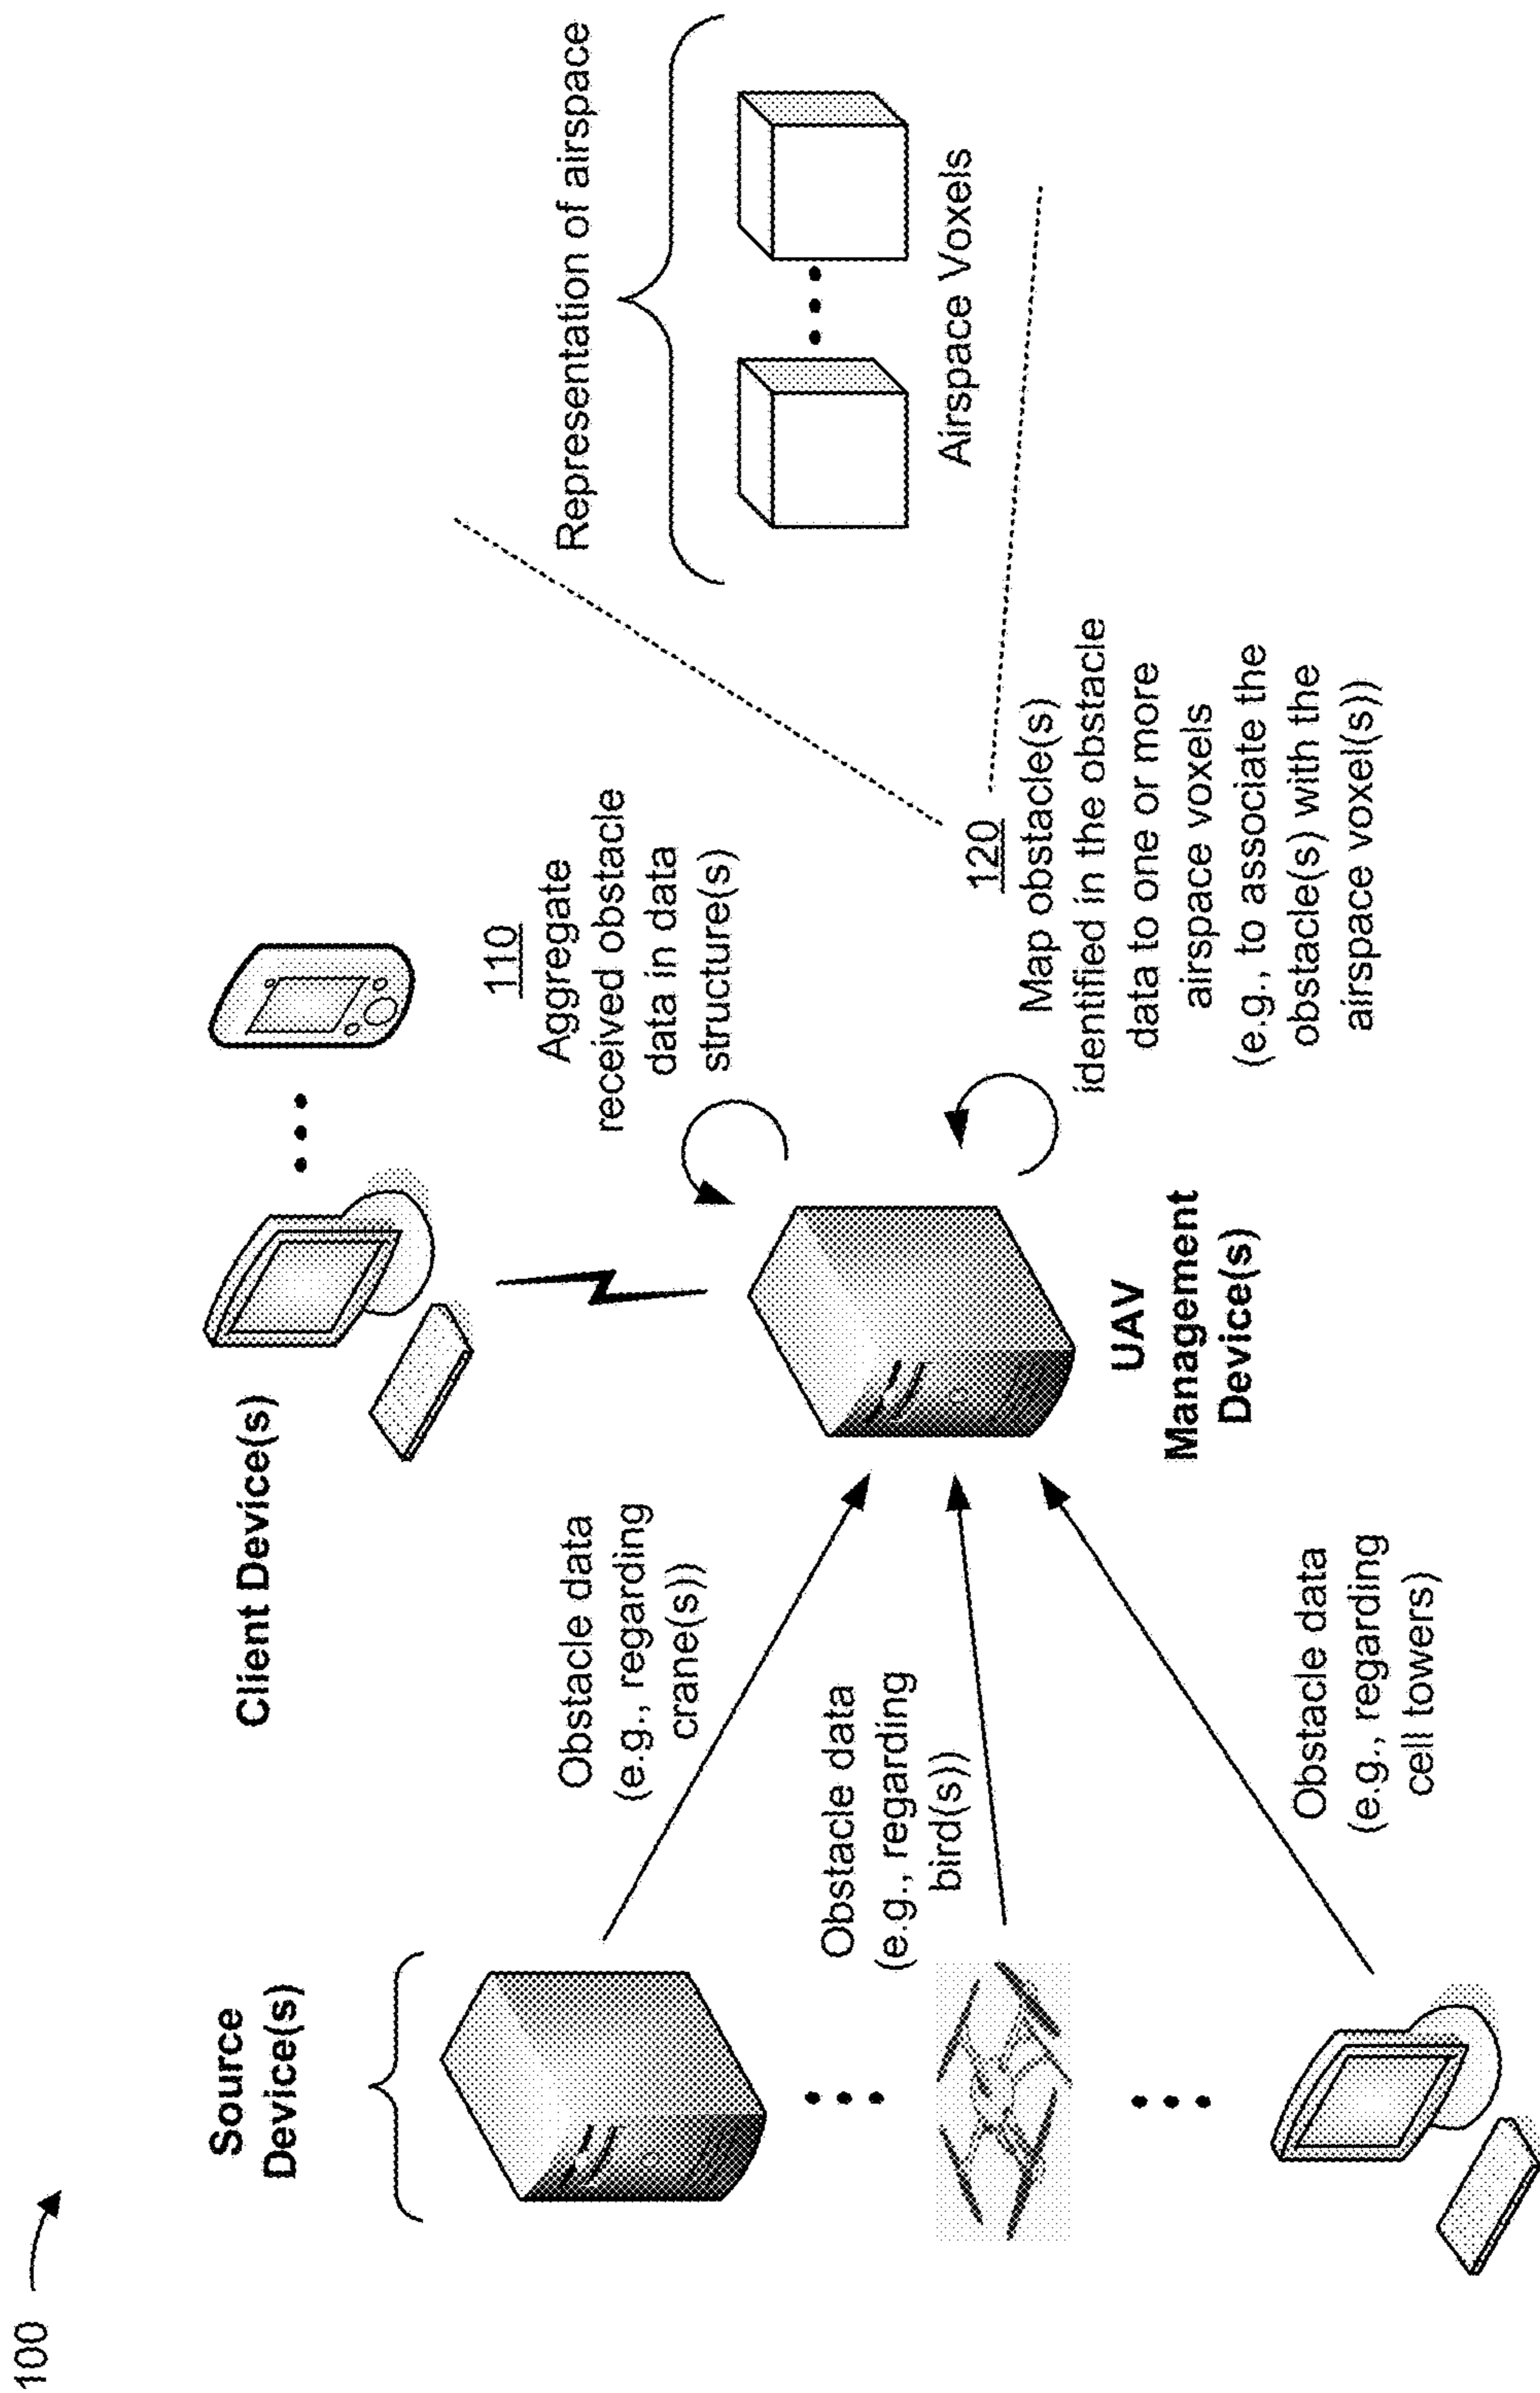 100
Source
Device(s)
Client Device(s)
Obstacle data
(e.g., regarding
crane(s))
Obstacle data
(e.g., regarding
bird(s))
Obstacle data
(e.g., regarding
cell towers)
UAV
Management
Device(s)
110
Aggregate
received obstacle
data in data
structure(s)
120
Map obstacle(s)
identified in the obstacle
data to one or more
airspace voxels
(e.g., to associate the
obstacle(s) with the
airspace voxel(s))
Representation of airspace
Airspace Voxels